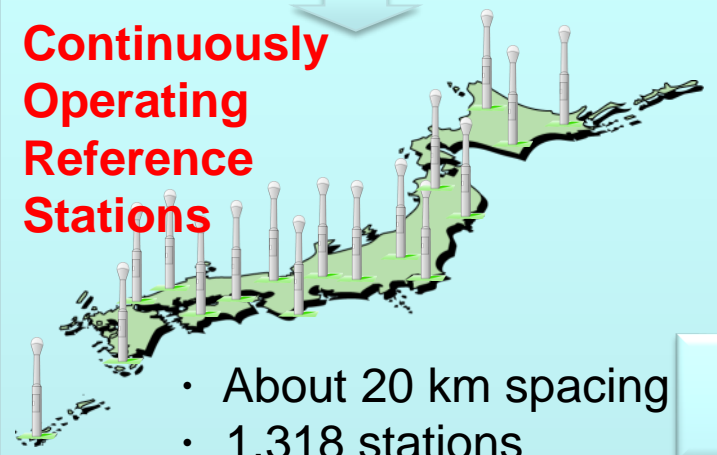 Continuously
Operating
Reference
Stations
・ About 20 km spacing
・ 1,318 stations